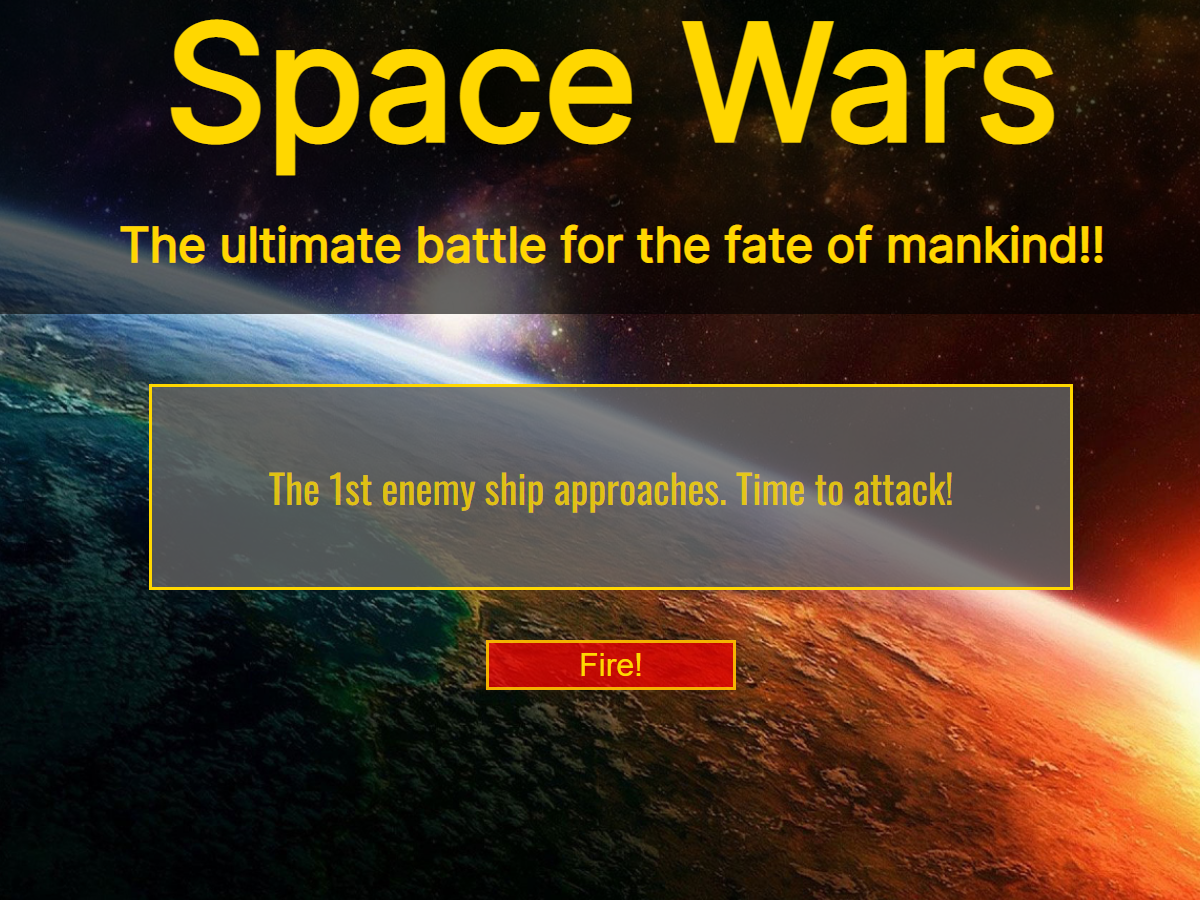 Space Wars
The ultimate battle for the fate of mankind!!
The 1st enemy ship approaches. Time to attack!
Fire!